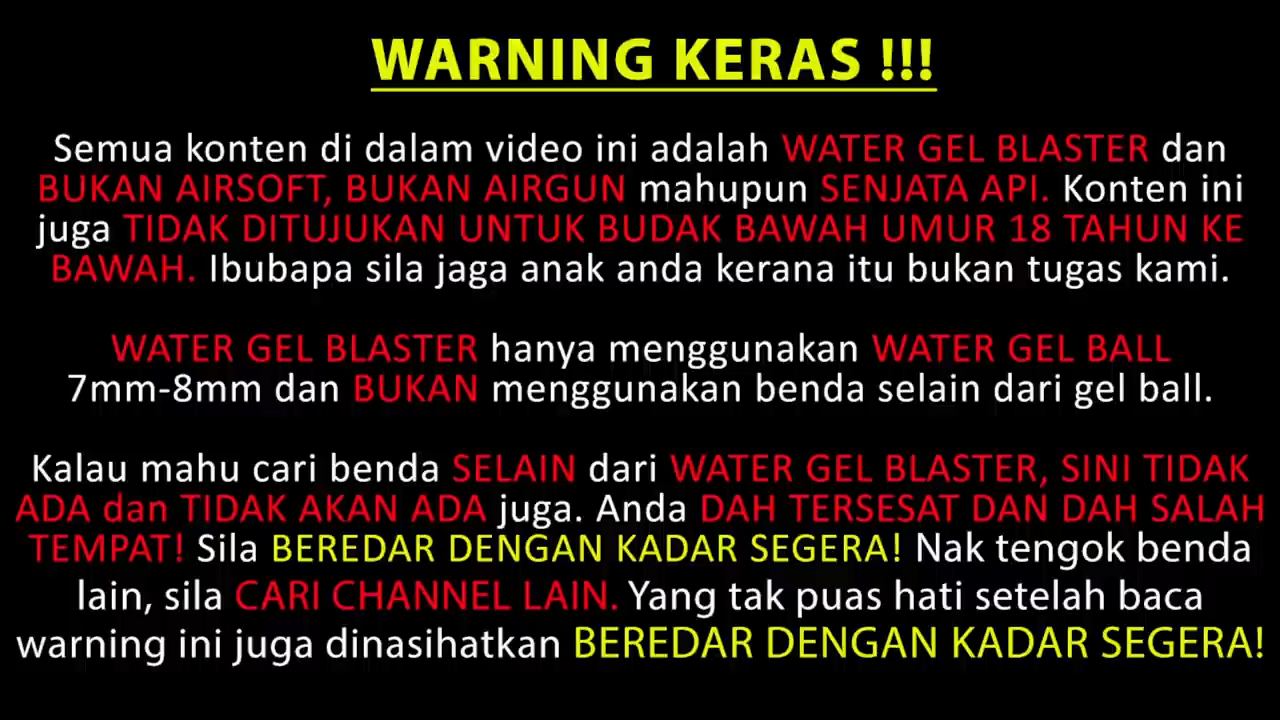 WARNING KERAS !!!
Semua konten di dalam video ini adalah WATER GEL BLASTER dan
BUKAN AIRSOFT, BUKAN AIRGUN mahupun SENJATA API. Konten ini
juga TIDAK DITUJUKAN UNTUK BUDAK BAWAH UMUR 18 TAHUN KE
BAWAH. Ibubapa sila jaga anak anda kerana itu bukan tugas kami.
WATER GEL BLASTER hanya menggunakan WATER GEL BALL
7mm-8mm dan BUKAN menggunakan benda selain dari gel ball.
Kalau mahu cari benda SELAIN dari WATER GEL BLASTER, SINI TIDAK
ADA dan TIDAK AKAN ADA juga. Anda DAH TERSESAT DAN DAH SALAH
TEMPAT! Sila BEREDAR DENGAN KADAR SEGERA! Nak tengok benda
lain, sila CARI CHANNEL LAIN. Yang tak puas hati setelah baca
warning ini juga dinasihatkan BEREDAR DENGAN KADAR SEGERA!